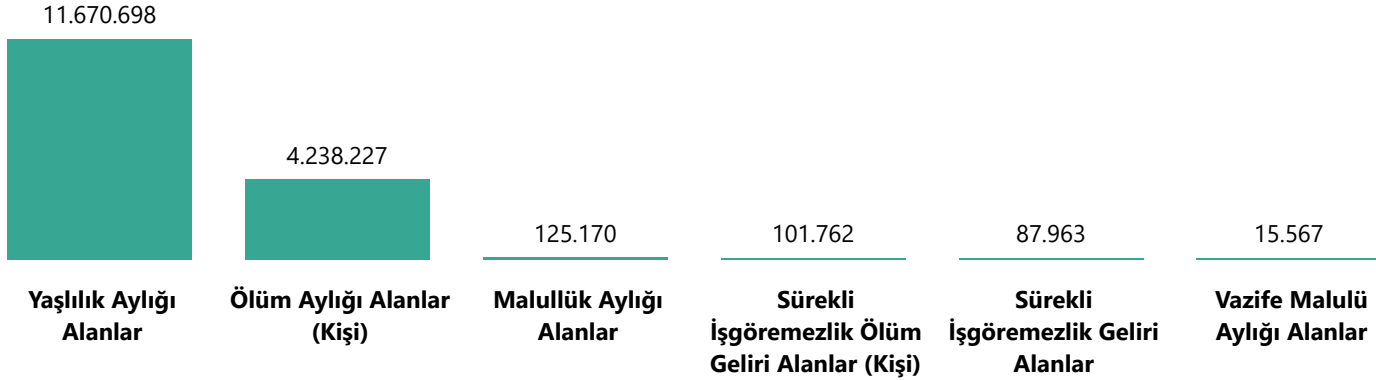 11.670.698
Yaşlılık Aylığı
Alanlar
4.238.227
Ölüm Aylığı Alanlar
(Kişi)
125.170
Malullük Aylığı
Alanlar
101.762
Sürekli
İşgöremezlik Ölüm
Geliri Alanlar (Kişi)
87.963
Sürekli
İşgöremezlik Geliri
Alanlar
15.567
Vazife Malulü
Aylığı Alanlar